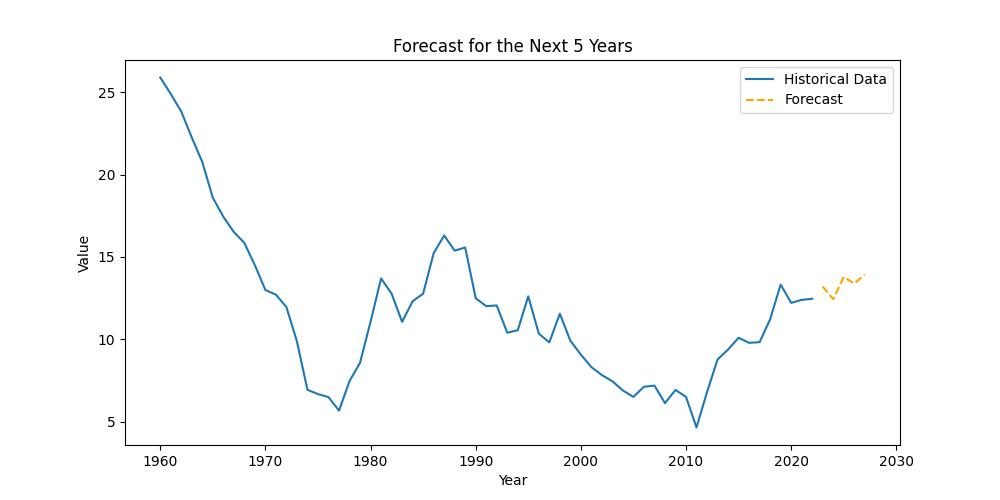 Forecast for the Next 5 Years
Historical Data
Forecast
25
20
15
10
5
Value
1960 1970 1980 1990 2000 2010 2020 2030
Year